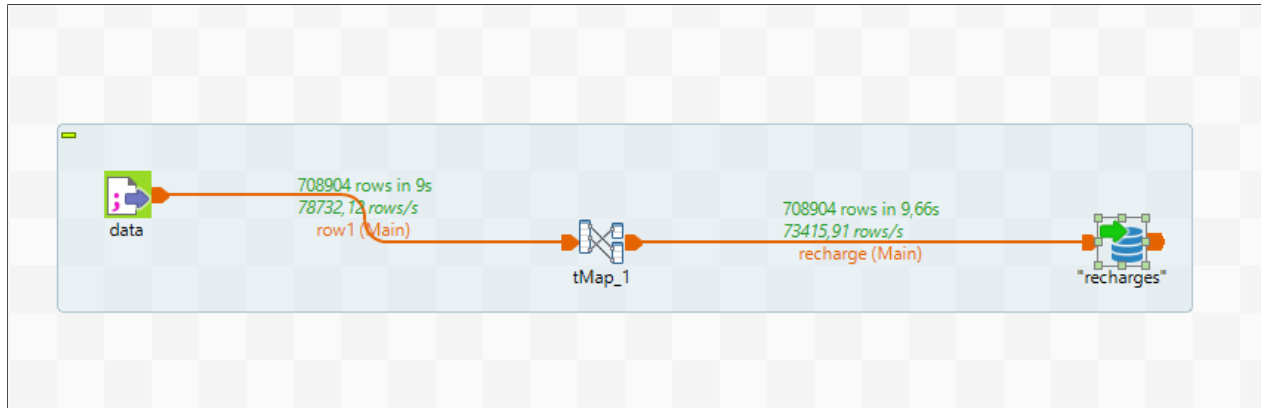 708904 rows in 9s
78732,12 rows/s
row1 (Main)
data
708904 rows in 9,66s
73415,91 rows/s
recharge (Main)
tMap_1
"recharges"